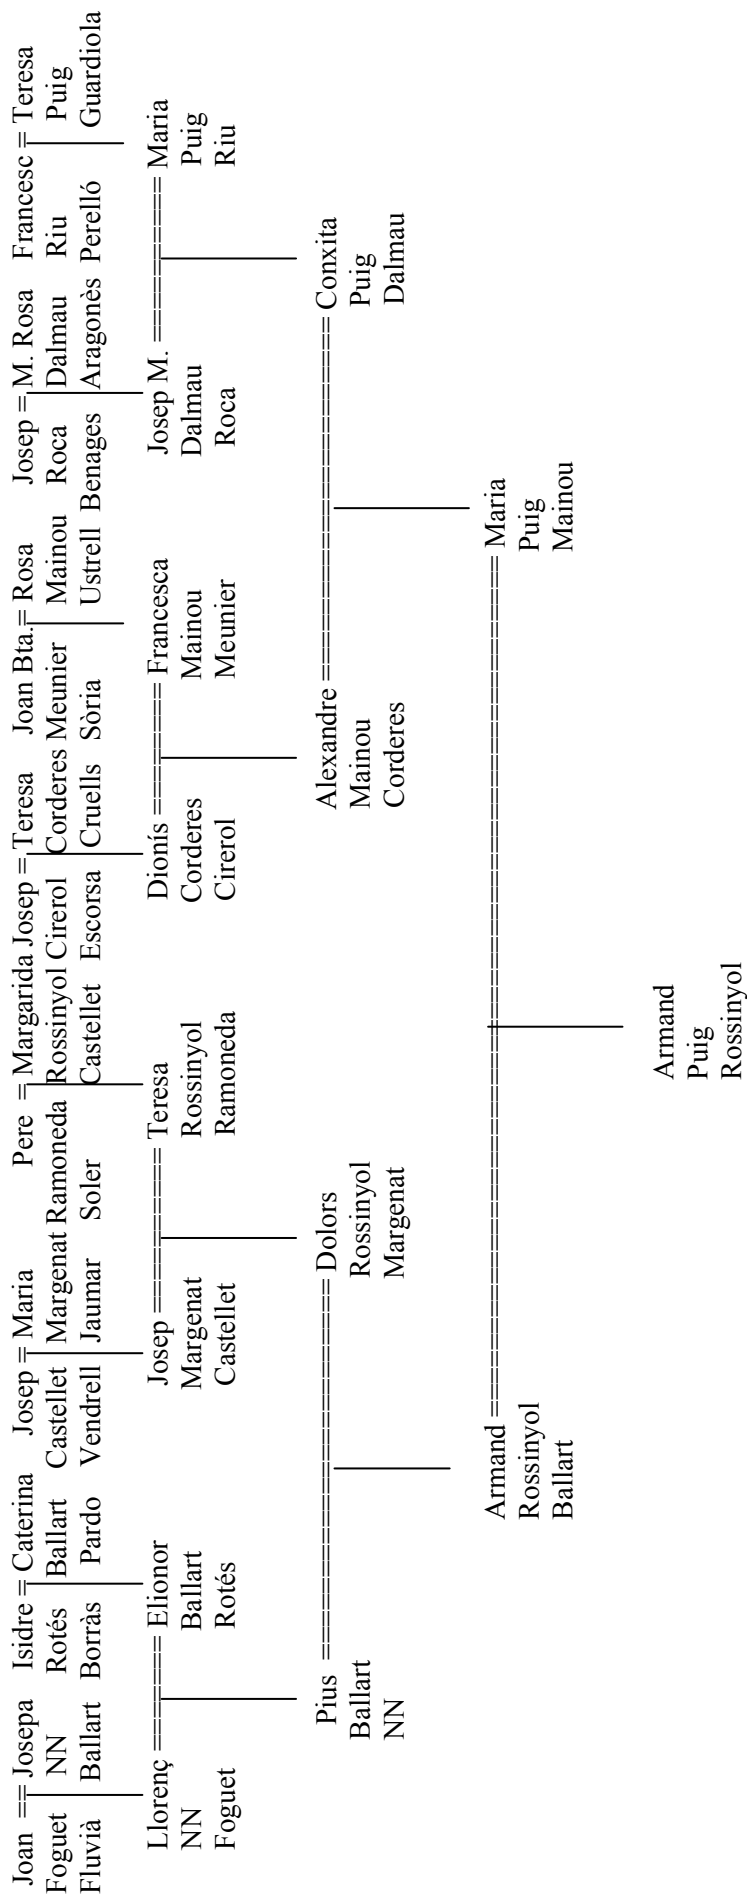 Joan == Josepa Isidre = Caterina Josep = Maria Pere = Margarida Josep = Teresa Joan Bta.= Rosa Josep = M. Rosa Francesc = Teresa
Foguet NN Rotés Ballart Castellet Margenat Ramoneda Rossinyol Cirerol Corderes Meunier Mainou Roca Dalmau Riu Puig
Fluvià Ballart Borràs Pardo Vendrell Jaumar Soler Castellet Escorsa Cruells Sòria Ustrell Benages Aragonès Perelló Guardiola
Llorenç ======== Elionor Josep ============ Teresa Dionís ========= Francesca Josep M. ============ Maria
NN Ballart Margenat Rossinyol Corderes Mainou Dalmau Puig
Foguet Rotés Castellet Ramoneda Cirerol Meunier Roca Riu
Pius ============================ Dolors Alexandre ========================== Conxita
Ballart Rossinyol Mainou Puig
NN Margenat Corderes Dalmau
Armand ================================================================ Maria
Rossinyol Puig
Ballart Mainou
Armand
Puig
Rossinyol